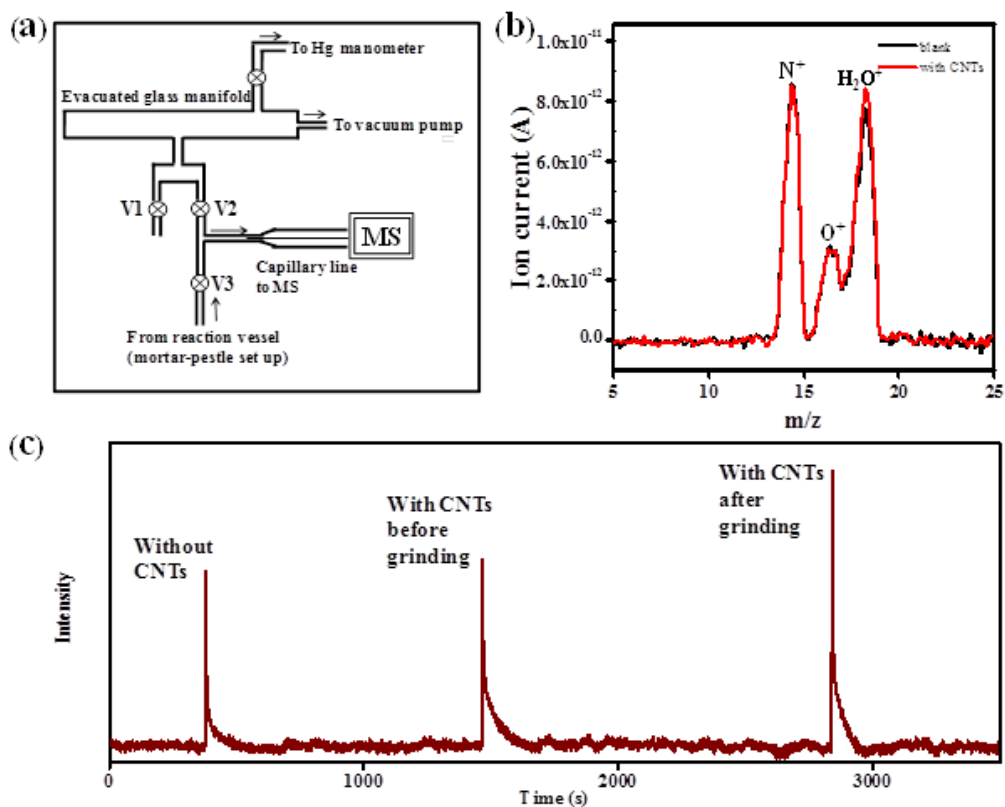 (a)
To Hg manometer
Evacuated glass manifold
To vacuum pump
V1
V2
MS
Capillary line
to MS
V3
From reaction vessel
(mortar-pestle set up)
(b)
1.0x10⁻¹¹
8.0x10⁻¹²
6.0x10⁻¹²
4.0x10⁻¹²
2.0x10⁻¹²
0.0
Ion current (A)
blask
with CNTs
N⁺
H₂O⁺
O⁺
5
10
15
20
25
m/z
(c)
Without
CNTs
With CNTs
before
grinding
With CNTs
after
grinding
Intensity
0
1000
2000
3000
Time (s)